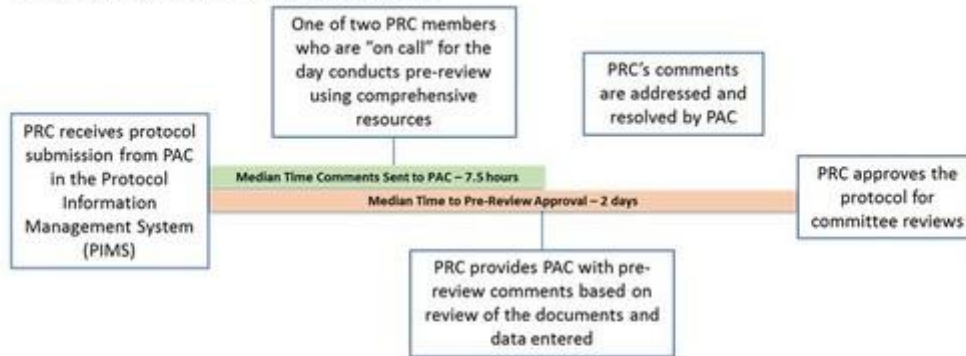 One of two PRC members
who are "on call" for the
day conducts pre-review
using comprehensive
resources
PRC's comments
are addressed and
resolved by PAC
PRC receives protocol
submission from PAC
in the Protocol
Information
Management System
(PIMS)
Median Time Comments Sent to PAC – 7.5 hours
Median Time to Pre-Review Approval – 2 days
PRC approves the
protocol for
committee reviews
PRC provides PAC with pre-
review comments based on
review of the documents and
data entered